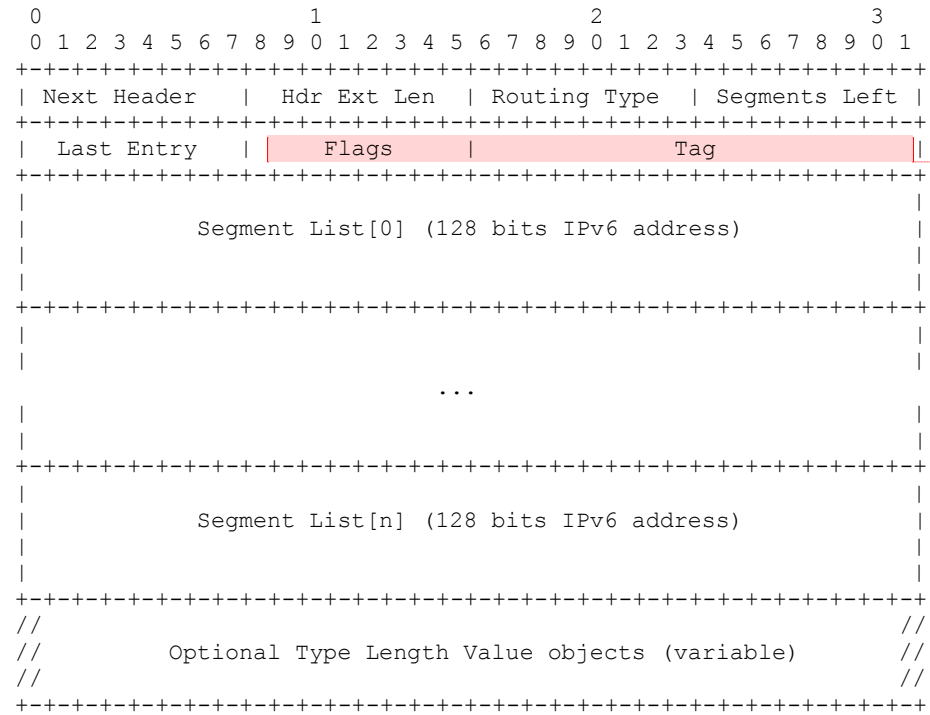 0                   1                   2                   3
 0 1 2 3 4 5 6 7 8 9 0 1 2 3 4 5 6 7 8 9 0 1 2 3 4 5 6 7 8 9 0 1
+-+-+-+-+-+-+-+-+-+-+-+-+-+-+-+-+-+-+-+-+-+-+-+-+-+-+-+-+-+-+-+-+
| Next Header   |  Hdr Ext Len  | Routing Type  | Segments Left |
+-+-+-+-+-+-+-+-+-+-+-+-+-+-+-+-+-+-+-+-+-+-+-+-+-+-+-+-+-+-+-+-+
|  Last Entry   |     Flags     |              Tag              |
+-+-+-+-+-+-+-+-+-+-+-+-+-+-+-+-+-+-+-+-+-+-+-+-+-+-+-+-+-+-+-+-+
|                                                               |
|            Segment List[0] (128 bits IPv6 address)            |
|                                                               |
|                                                               |
+-+-+-+-+-+-+-+-+-+-+-+-+-+-+-+-+-+-+-+-+-+-+-+-+-+-+-+-+-+-+-+-+
|                                                               |
|                                                               |
                              ...
|                                                               |
|                                                               |
+-+-+-+-+-+-+-+-+-+-+-+-+-+-+-+-+-+-+-+-+-+-+-+-+-+-+-+-+-+-+-+-+
|                                                               |
|            Segment List[n] (128 bits IPv6 address)            |
|                                                               |
|                                                               |
+-+-+-+-+-+-+-+-+-+-+-+-+-+-+-+-+-+-+-+-+-+-+-+-+-+-+-+-+-+-+-+-+
//                                                             //
//         Optional Type Length Value objects (variable)       //
//                                                             //
+-+-+-+-+-+-+-+-+-+-+-+-+-+-+-+-+-+-+-+-+-+-+-+-+-+-+-+-+-+-+-+-+